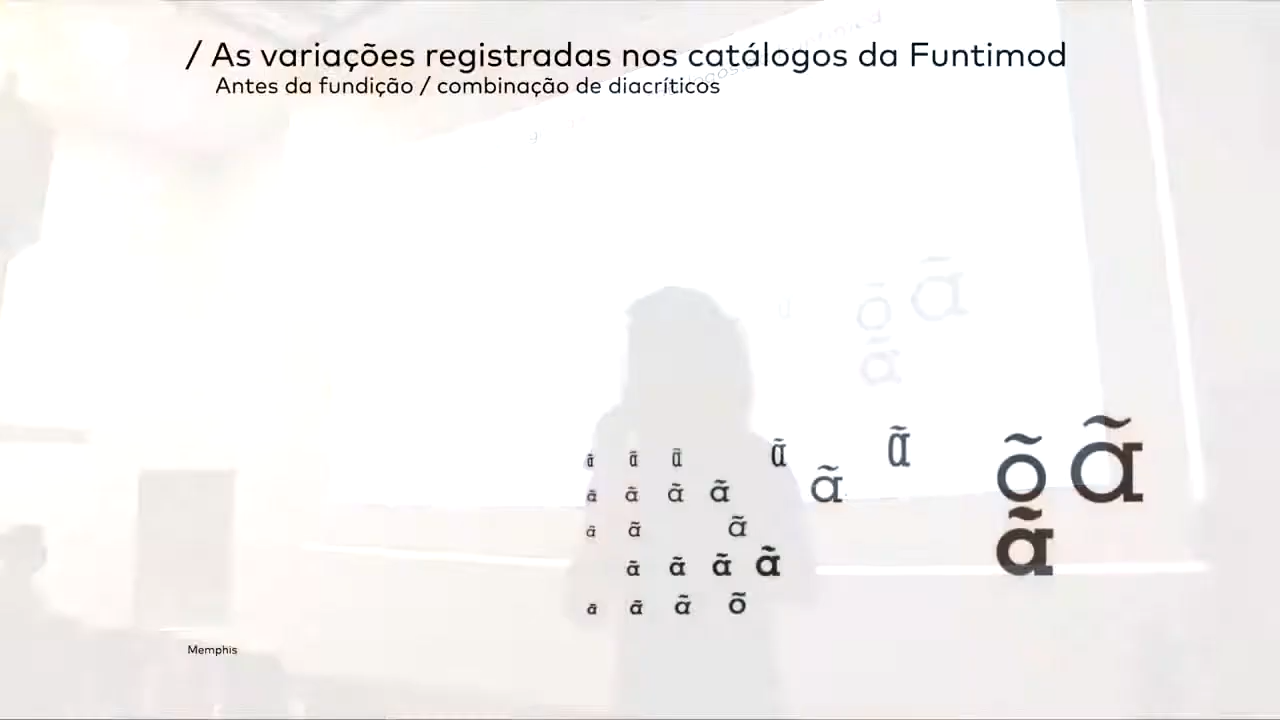 / As variações registradas nos catálogos da Funtimod
Antes da fundição / combinação de diacríticos
ã ã ã ã ã
ã ã ã ã ã
ã ã ã
õ ã
ã
ã ã ã ã
ã ã ã õ
Memphis